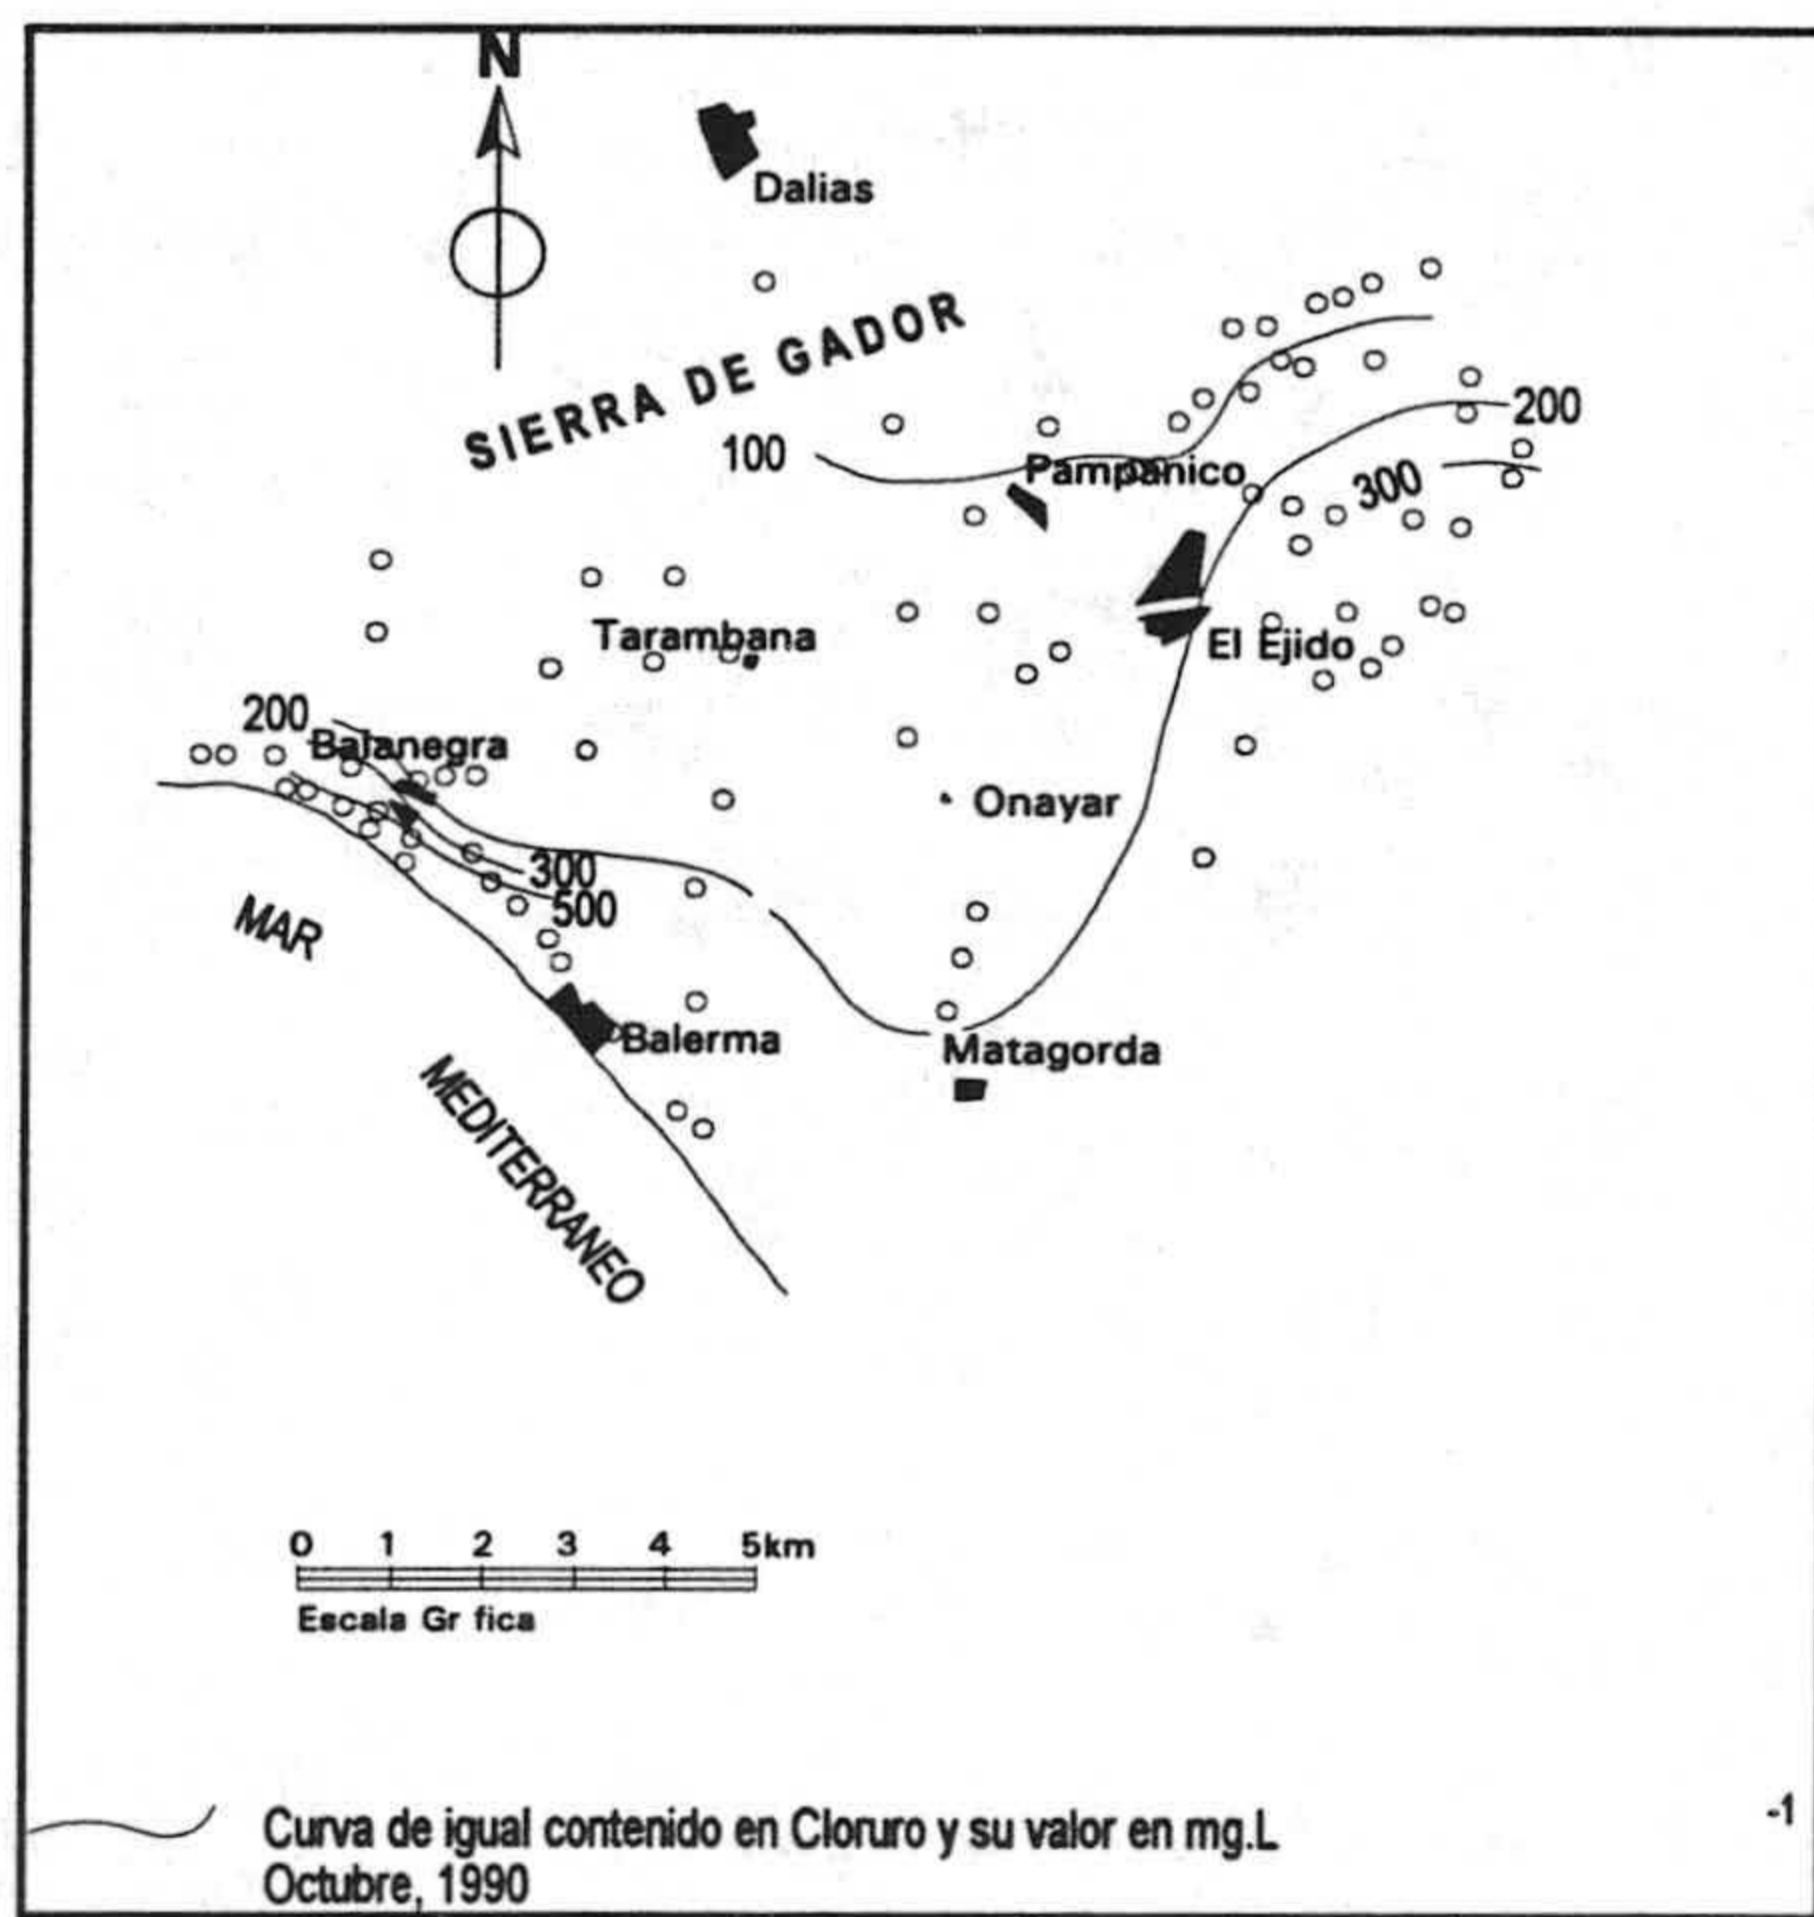 N
Dalias
SIERRA DE GADOR
100
Pampanico
200
300
Tarambana
El Ejido
200
Balanegra
Onayar
300
500
MAR
Balerma
Matagorda
MEDITERRANEO
0 1 2 3 4 5km
Escala Gr fica
-1
Curva de igual contenido en Cloruro y su valor en mg.L
Octubre, 1990